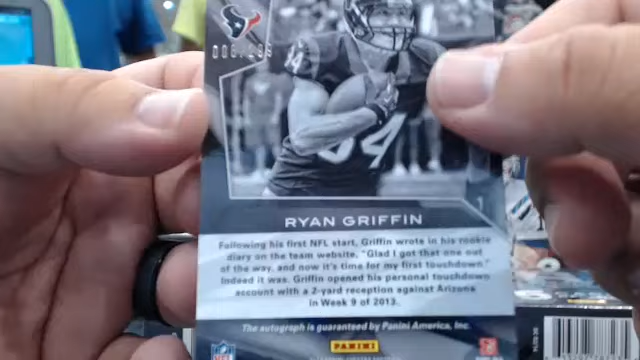 84
84
RYAN GRIFFIN
Following his first NFL start, Griffin wrote in his rookie
diary on the team website, "Glad I got that one out
of the way, and now it's time for my first touchdown."
Indeed it was. Griffin opened his personal touchdown
account with a 2-yard reception against Arizona
in Week 9 of 2013.
The autograph is guaranteed by Panini America, Inc.
NFL
PANINI